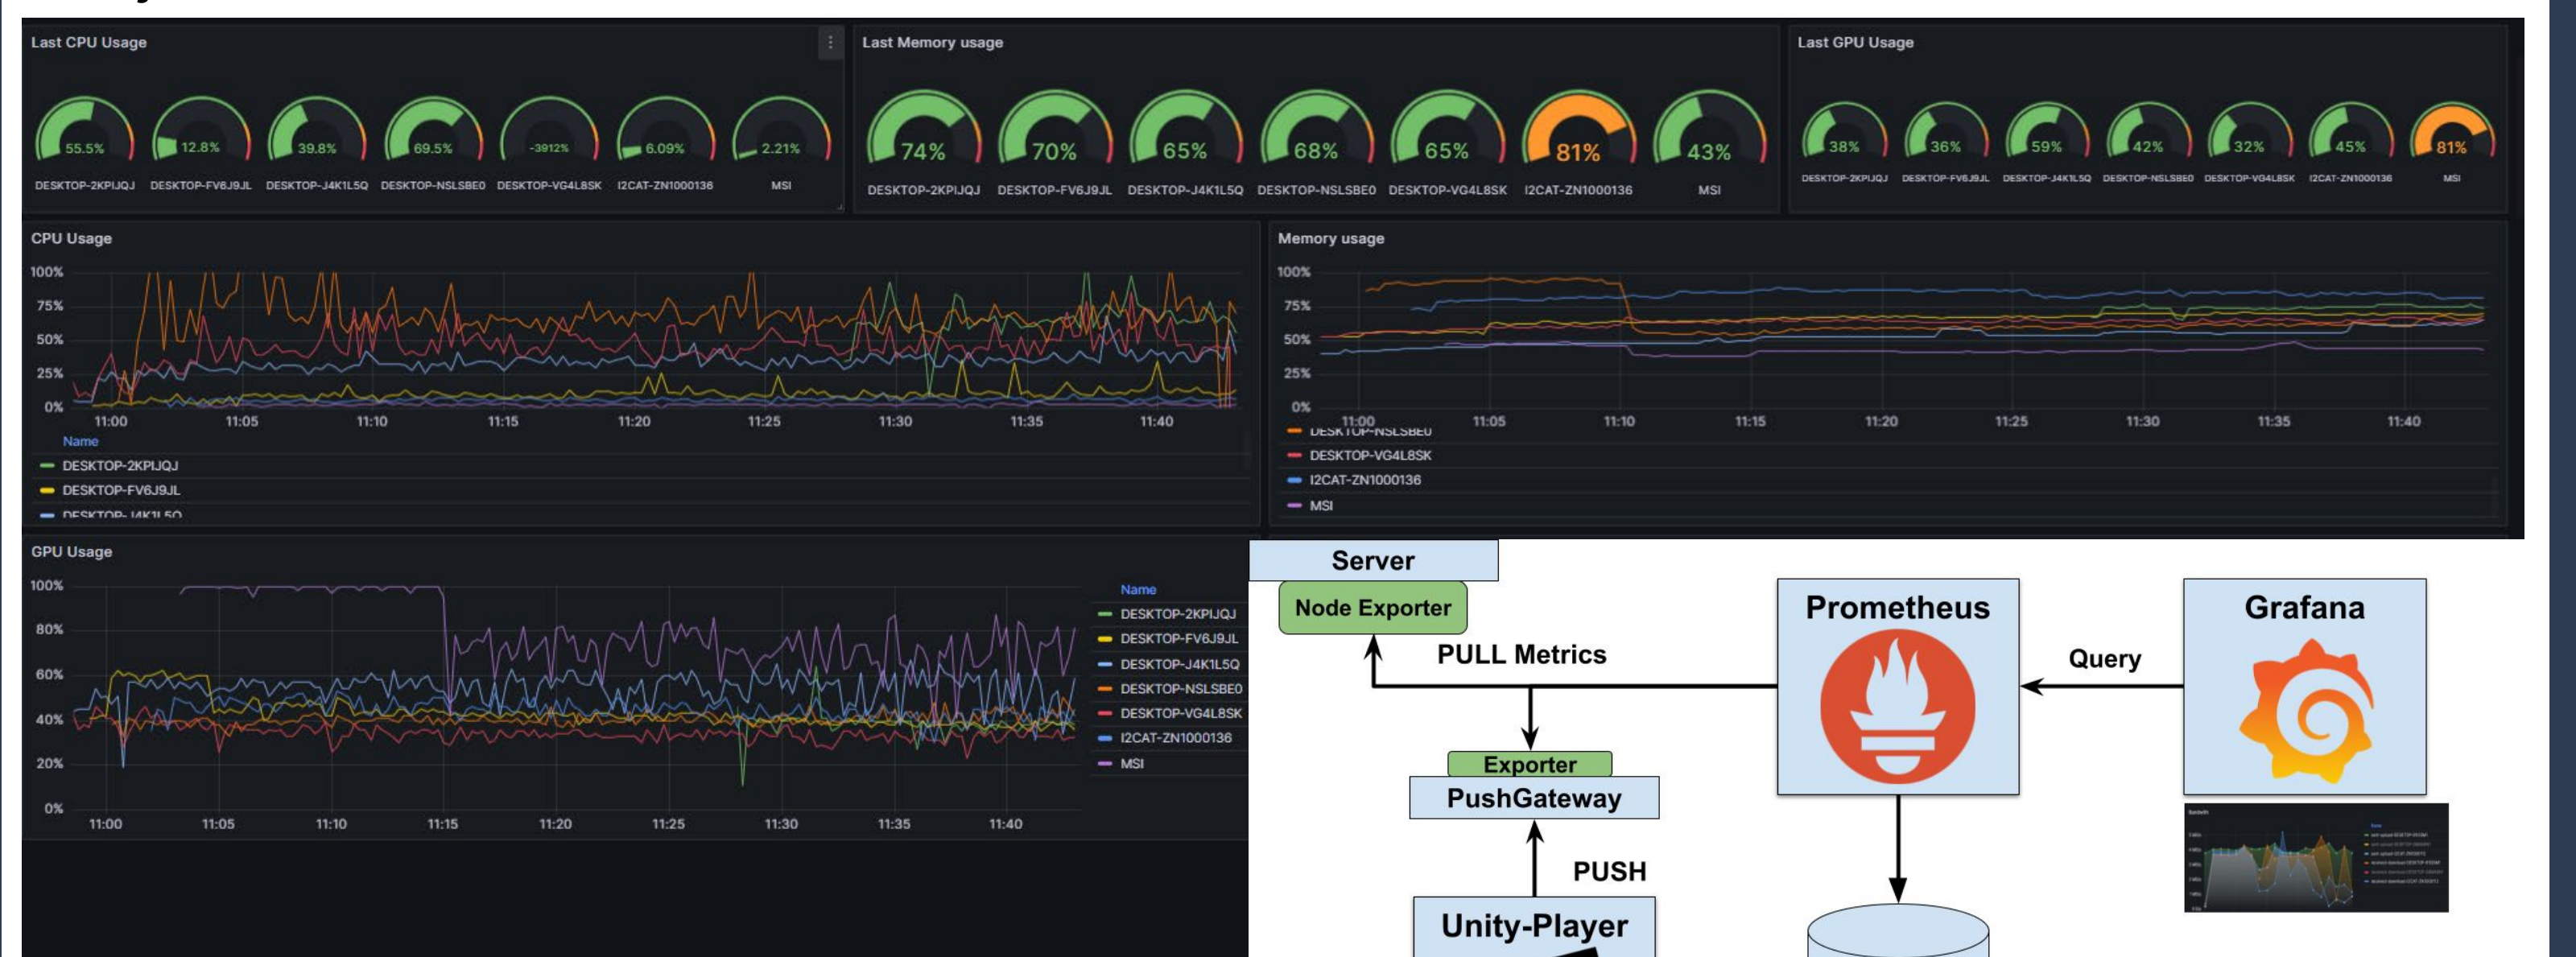 Last CPU Usage
55.5% 12.8% 39.8% 69.5% -3912% 6.09% 2.21%
DESKTOP-2KPIJQJ DESKTOP-FV6J9JL DESKTOP-J4K1L5Q DESKTOP-NSLSBE0 DESKTOP-VG4L8SK I2CAT-ZN1000136 MSI
Last Memory usage
74% 70% 65% 68% 65% 81% 43%
DESKTOP-2KPIJQJ DESKTOP-FV6J9JL DESKTOP-J4K1L5Q DESKTOP-NSLSBE0 DESKTOP-VG4L8SK I2CAT-ZN1000136 MSI
Last GPU Usage
38% 36% 59% 42% 32% 45% 81%
DESKTOP-2KPIJQJ DESKTOP-FV6J9JL DESKTOP-J4K1L5Q DESKTOP-NSLSBE0 DESKTOP-VG4L8SK I2CAT-ZN1000136 MSI
CPU Usage
100%
75%
50%
25%
0%
11:00 11:05 11:10 11:15 11:20 11:25 11:30 11:35 11:40
Name
DESKTOP-2KPIJQJ
DESKTOP-FV6J9JL
DESKTOP-J4K1L5Q
Memory usage
100%
75%
50%
25%
0%
11:00 11:05 11:10 11:15 11:20 11:25 11:30 11:35 11:40
DESKTOP-NSLSBE0
DESKTOP-VG4L8SK
I2CAT-ZN1000136
MSI
GPU Usage
100%
80%
60%
40%
20%
0%
11:00 11:05 11:10 11:15 11:20 11:25 11:30 11:35 11:40
Name
DESKTOP-2KPIJQJ
DESKTOP-FV6J9JL
DESKTOP-J4K1L5Q
DESKTOP-NSLSBE0
DESKTOP-VG4L8SK
I2CAT-ZN1000136
MSI
Server
Node Exporter
PULL Metrics
Exporter
PushGateway
PUSH
Unity-Player
Prometheus
Query
Grafana